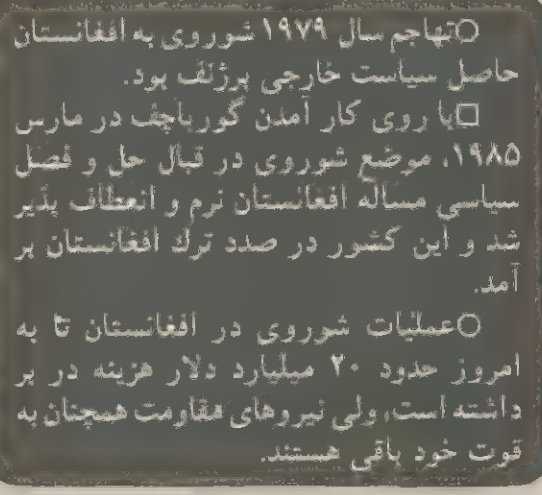 ○تهاجم سال ۱۹۷۹ شوروی به افغانستان
حاصل سیاست خارجی برژنف بود.
□با روی کار آمدن گورباچف در مارس
۱۹۸۵، موضع شوروی در قبال حل و فصل
سیاسی مساله افغانستان نرم و انعطاف پذیر
شد و این کشور در صدد ترك افغانستان بر
آمد.
○عملیات شوروی در افغانستان تا به
امروز حدود ۲۰ میلیارد دلار هزینه در بر
داشته است، ولی نیروهای مقاومت همچنان به
قوت خود باقی هستند.